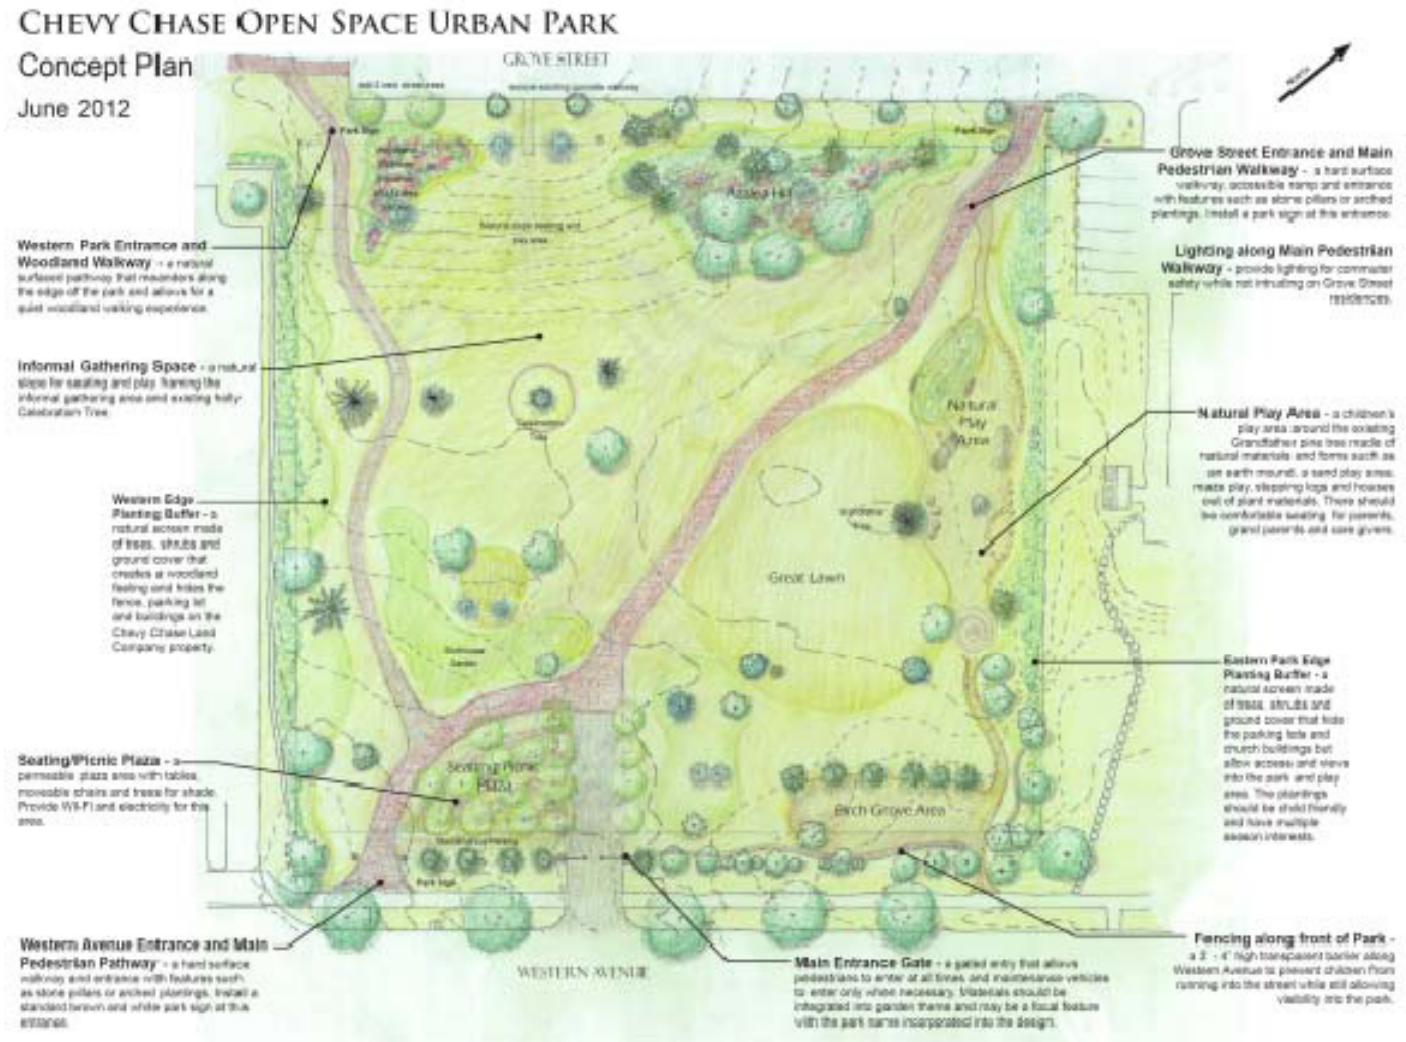 CHEVY CHASE OPEN SPACE URBAN PARK
Concept Plan
June 2012
GROVE STREET
NORTH
Park Sign
Park Sign
Azalea Hill
Natural slope seating and
play area
Grove Street Entrance and Main
Pedestrian Walkway - a hard surface
walkway, accessible ramp and entrance
with features such as stone pillars or arched
plantings. Install a park sign at this entrance.
Western Park Entrance and
Woodland Walkway - a natural
surfaced pathway that meanders along
the edge off the park and allows for a
quiet woodland walking experience.
Lighting along Main Pedestrian
Walkway - provide lighting for commuter
safety while not intruding on Grove Street
residences.
Informal Gathering Space - a natural
slope for seating and play framing the
informal gathering area and existing holly
Celebration Tree.
Celebration
Tree
Natural
Play
Area
Natural Play Area - a children's
play area around the existing
Grandfather pine tree made of
natural materials and forms such as
an earth mound, a sand play area,
maze play, stepping logs and houses
out of plant materials. There should
be comfortable seating for parents,
grand parents and care givers.
Western Edge
Planting Buffer - a
natural screen made
of trees, shrubs and
ground cover that
creates a woodland
feeling and hides the
fence, parking lot
and buildings on the
Chevy Chase Land
Company property.
Great Lawn
Garden
Eastern Park Edge
Planting Buffer - a
natural screen made
of trees, shrubs and
ground cover that hide
the parking lots and
church buildings but
allow access and views
into the park and play
area. The plantings
should be child friendly
and have multiple
season interests.
Seating/Picnic Plaza - a
permeable plaza area with tables,
moveable chairs and trees for shade.
Provide WI-FI and electricity for this
area.
Seating/Picnic
Plaza
Birch Grove Area
Park Sign
Western Avenue Entrance and Main
Pedestrian Pathway - a hard surface
walkway and entrance with features such
as stone pillars or arched plantings. Install a
standard brown and white park sign at this
entrance.
WESTERN AVENUE
Main Entrance Gate - a gated entry that allows
pedestrians to enter at all times and maintenance vehicles
to enter only when necessary. Materials should be
integrated into garden theme and may be a focal feature
with the park name incorporated into the design.
Fencing along front of Park -
a 3' - 4' high transparent barrier along
Western Avenue to prevent children from
running into the street while still allowing
visibility into the park.